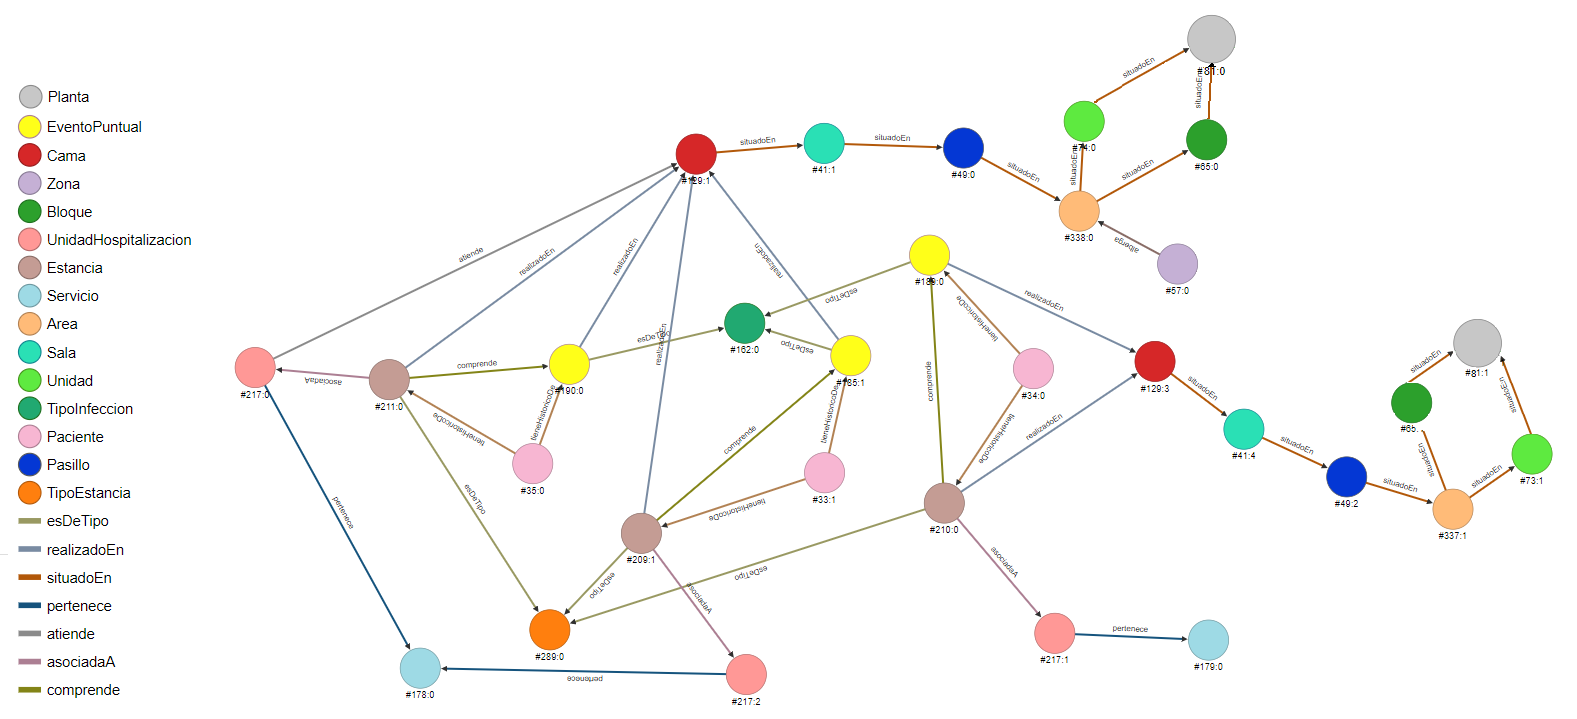 Planta
EventoPuntual
Cama
Zona
Bloque
UnidadHospitalizacion
Estancia
Servicio
Area
Sala
Unidad
TipoInfeccion
Paciente
Pasillo
TipoEstancia
esDeTipo
realizadoEn
situadoEn
pertenece
atiende
asociadaA
comprende
#81:0
situadoEn
situadoEn
#74:0
#65:0
situadoEn
situadoEn
#129:1
situadoEn
#41:1
situadoEn
#49:0
situadoEn
#338:0
alberga
#57:0
atiende
realizadoEn
realizadoEn
realizadoEn
realizadoEn
#189:0
esDeTipo
realizadoEn
tieneHistoricoDe
#162:0
esDeTipo
esDeTipo
#217:0
asociadaA
#211:0
comprende
#190:0
#185:1
comprende
#34:0
#129:3
situadoEn
#81:1
situadoEn
situadoEn
tieneHistoricoDe
tieneHistoricoDe
#35:0
comprende
tieneHistoricoDe
#33:1
tieneHistoricoDe
realizadoEn
#41:4
situadoEn
situadoEn
#73:1
situadoEn
#49:2
situadoEn
#337:1
pertenece
esDeTipo
tieneHistoricoDe
#209:1
#210:0
esDeTipo
asociadaA
esDeTipo
asociadaA
#289:0
#217:1
pertenece
#179:0
#178:0
pertenece
#217:2